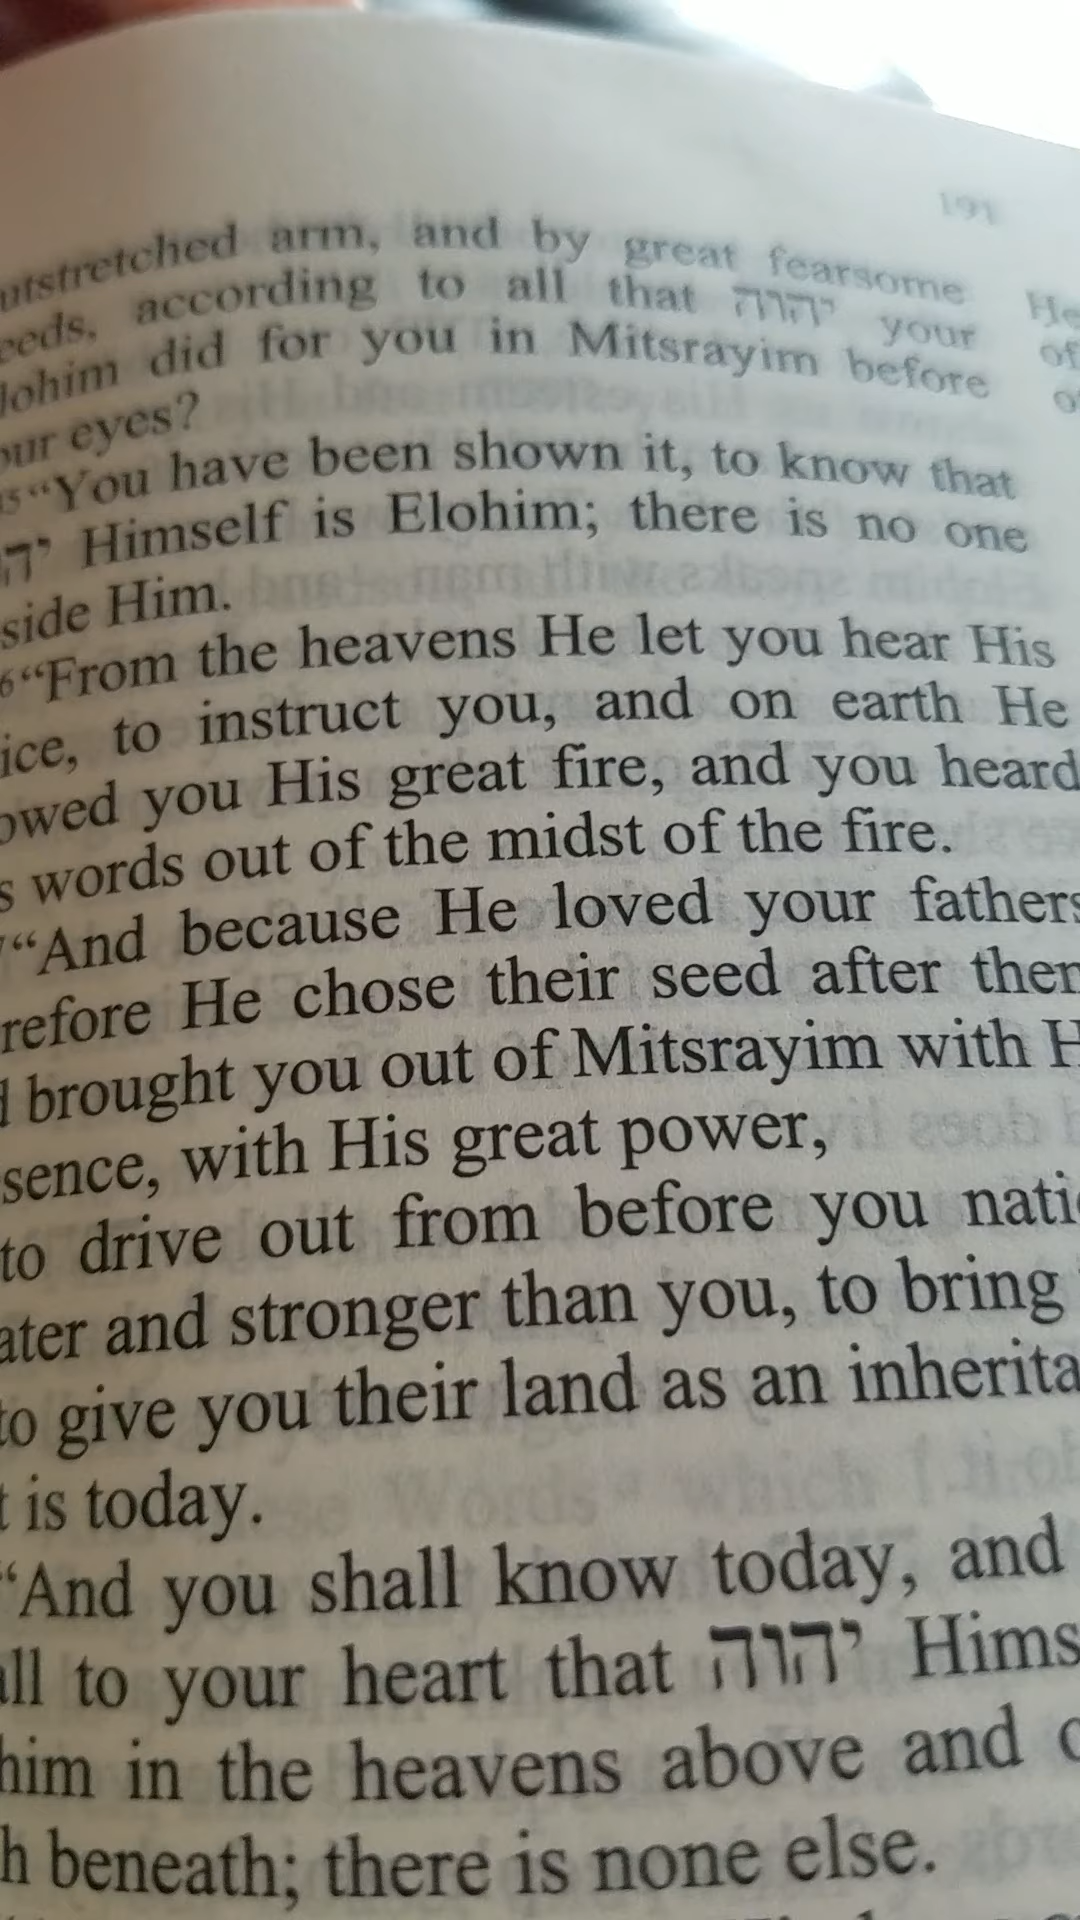 191
utstretched arm, and by great fearsome
eeds, according to all that יהוה your
lohim did for you in Mitsrayim before
our eyes?
“You have been shown it, to know that
Himself is Elohim; there is no one
side Him.
6“From the heavens He let you hear His
ice, to instruct you, and on earth He
owed you His great fire, and you heard
s words out of the midst of the fire.
“And because He loved your fathers
refore He chose their seed after
brought you out of Mitsrayim with H
sence, with His great power,
to drive out from before you nati
ater and stronger than you, to bring
to give you their land as an inherita
t is today.
“And you shall know today, and
all to your heart that יהוה Hims
him in the heavens above and
h beneath; there is none else.
He
of